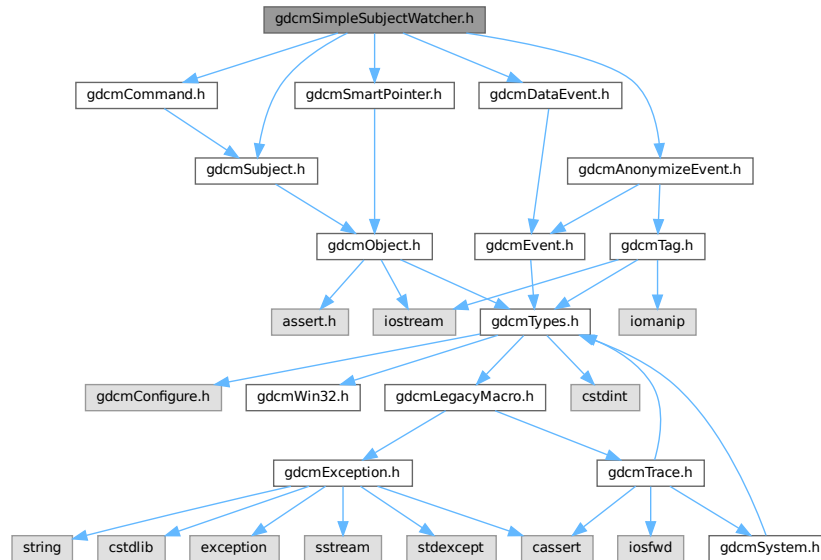 gdcmSimpleSubjectWatcher.h
gdcmCommand.h
gdcmSmartPointer.h
gdcmDataEvent.h
gdcmSubject.h
gdcmAnonymizeEvent.h
gdcmObject.h
gdcmEvent.h
gdcmTag.h
assert.h
iostream
gdcmTypes.h
iomanip
gdcmConfigure.h
gdcmWin32.h
gdcmLegacyMacro.h
cstdint
gdcmException.h
gdcmTrace.h
string
cstdlib
exception
sstream
stdexcept
cassert
iosfwd
gdcmSystem.h